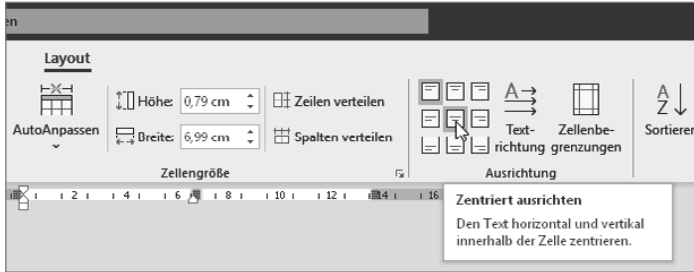 en
Layout
AutoAnpassen
Höhe: 0,79 cm
Breite: 6,99 cm
Zeilen verteilen
Spalten verteilen
Zellengröße
Text-
richtung
Zellenbe-
grenzungen
Ausrichtung
A
Z
Sortieren
2 4 6 8 10 12 14 16
Zentriert ausrichten
Den Text horizontal und vertikal
innerhalb der Zelle zentrieren.